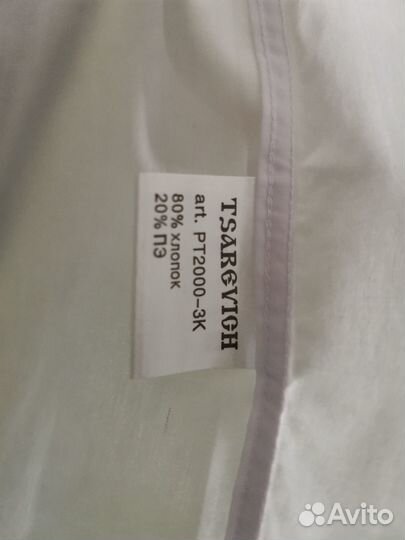 TSAREVICH
art. PT2000-3K
80% хлопок
20% ПЭ
Avito